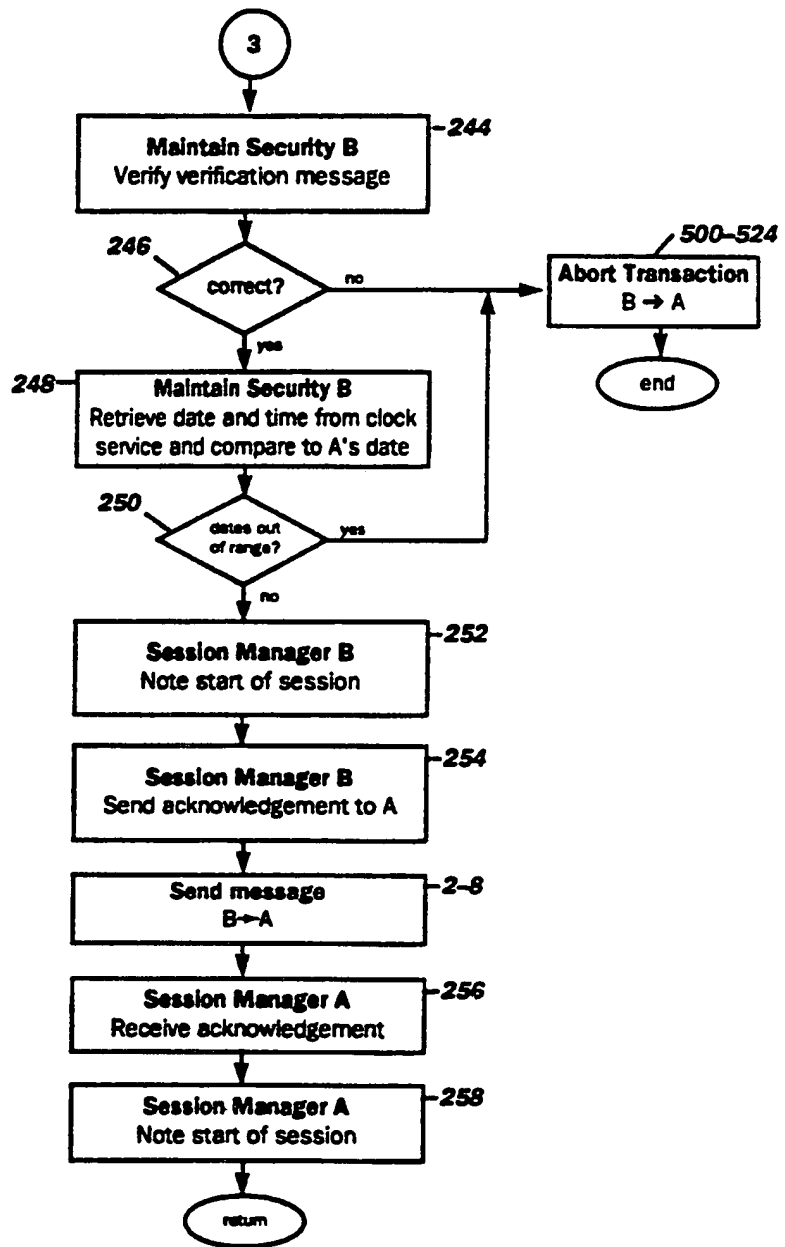 3
244
Maintain Security B
Verify verification message
246
correct?
no
yes
500-524
Abort Transaction
B → A
end
248
Maintain Security B
Retrieve date and time from clock
service and compare to A's date
250
dates out
of range?
yes
no
252
Session Manager B
Note start of session
254
Session Manager B
Send acknowledgement to A
2-8
Send message
B→A
256
Session Manager A
Receive acknowledgement
258
Session Manager A
Note start of session
return